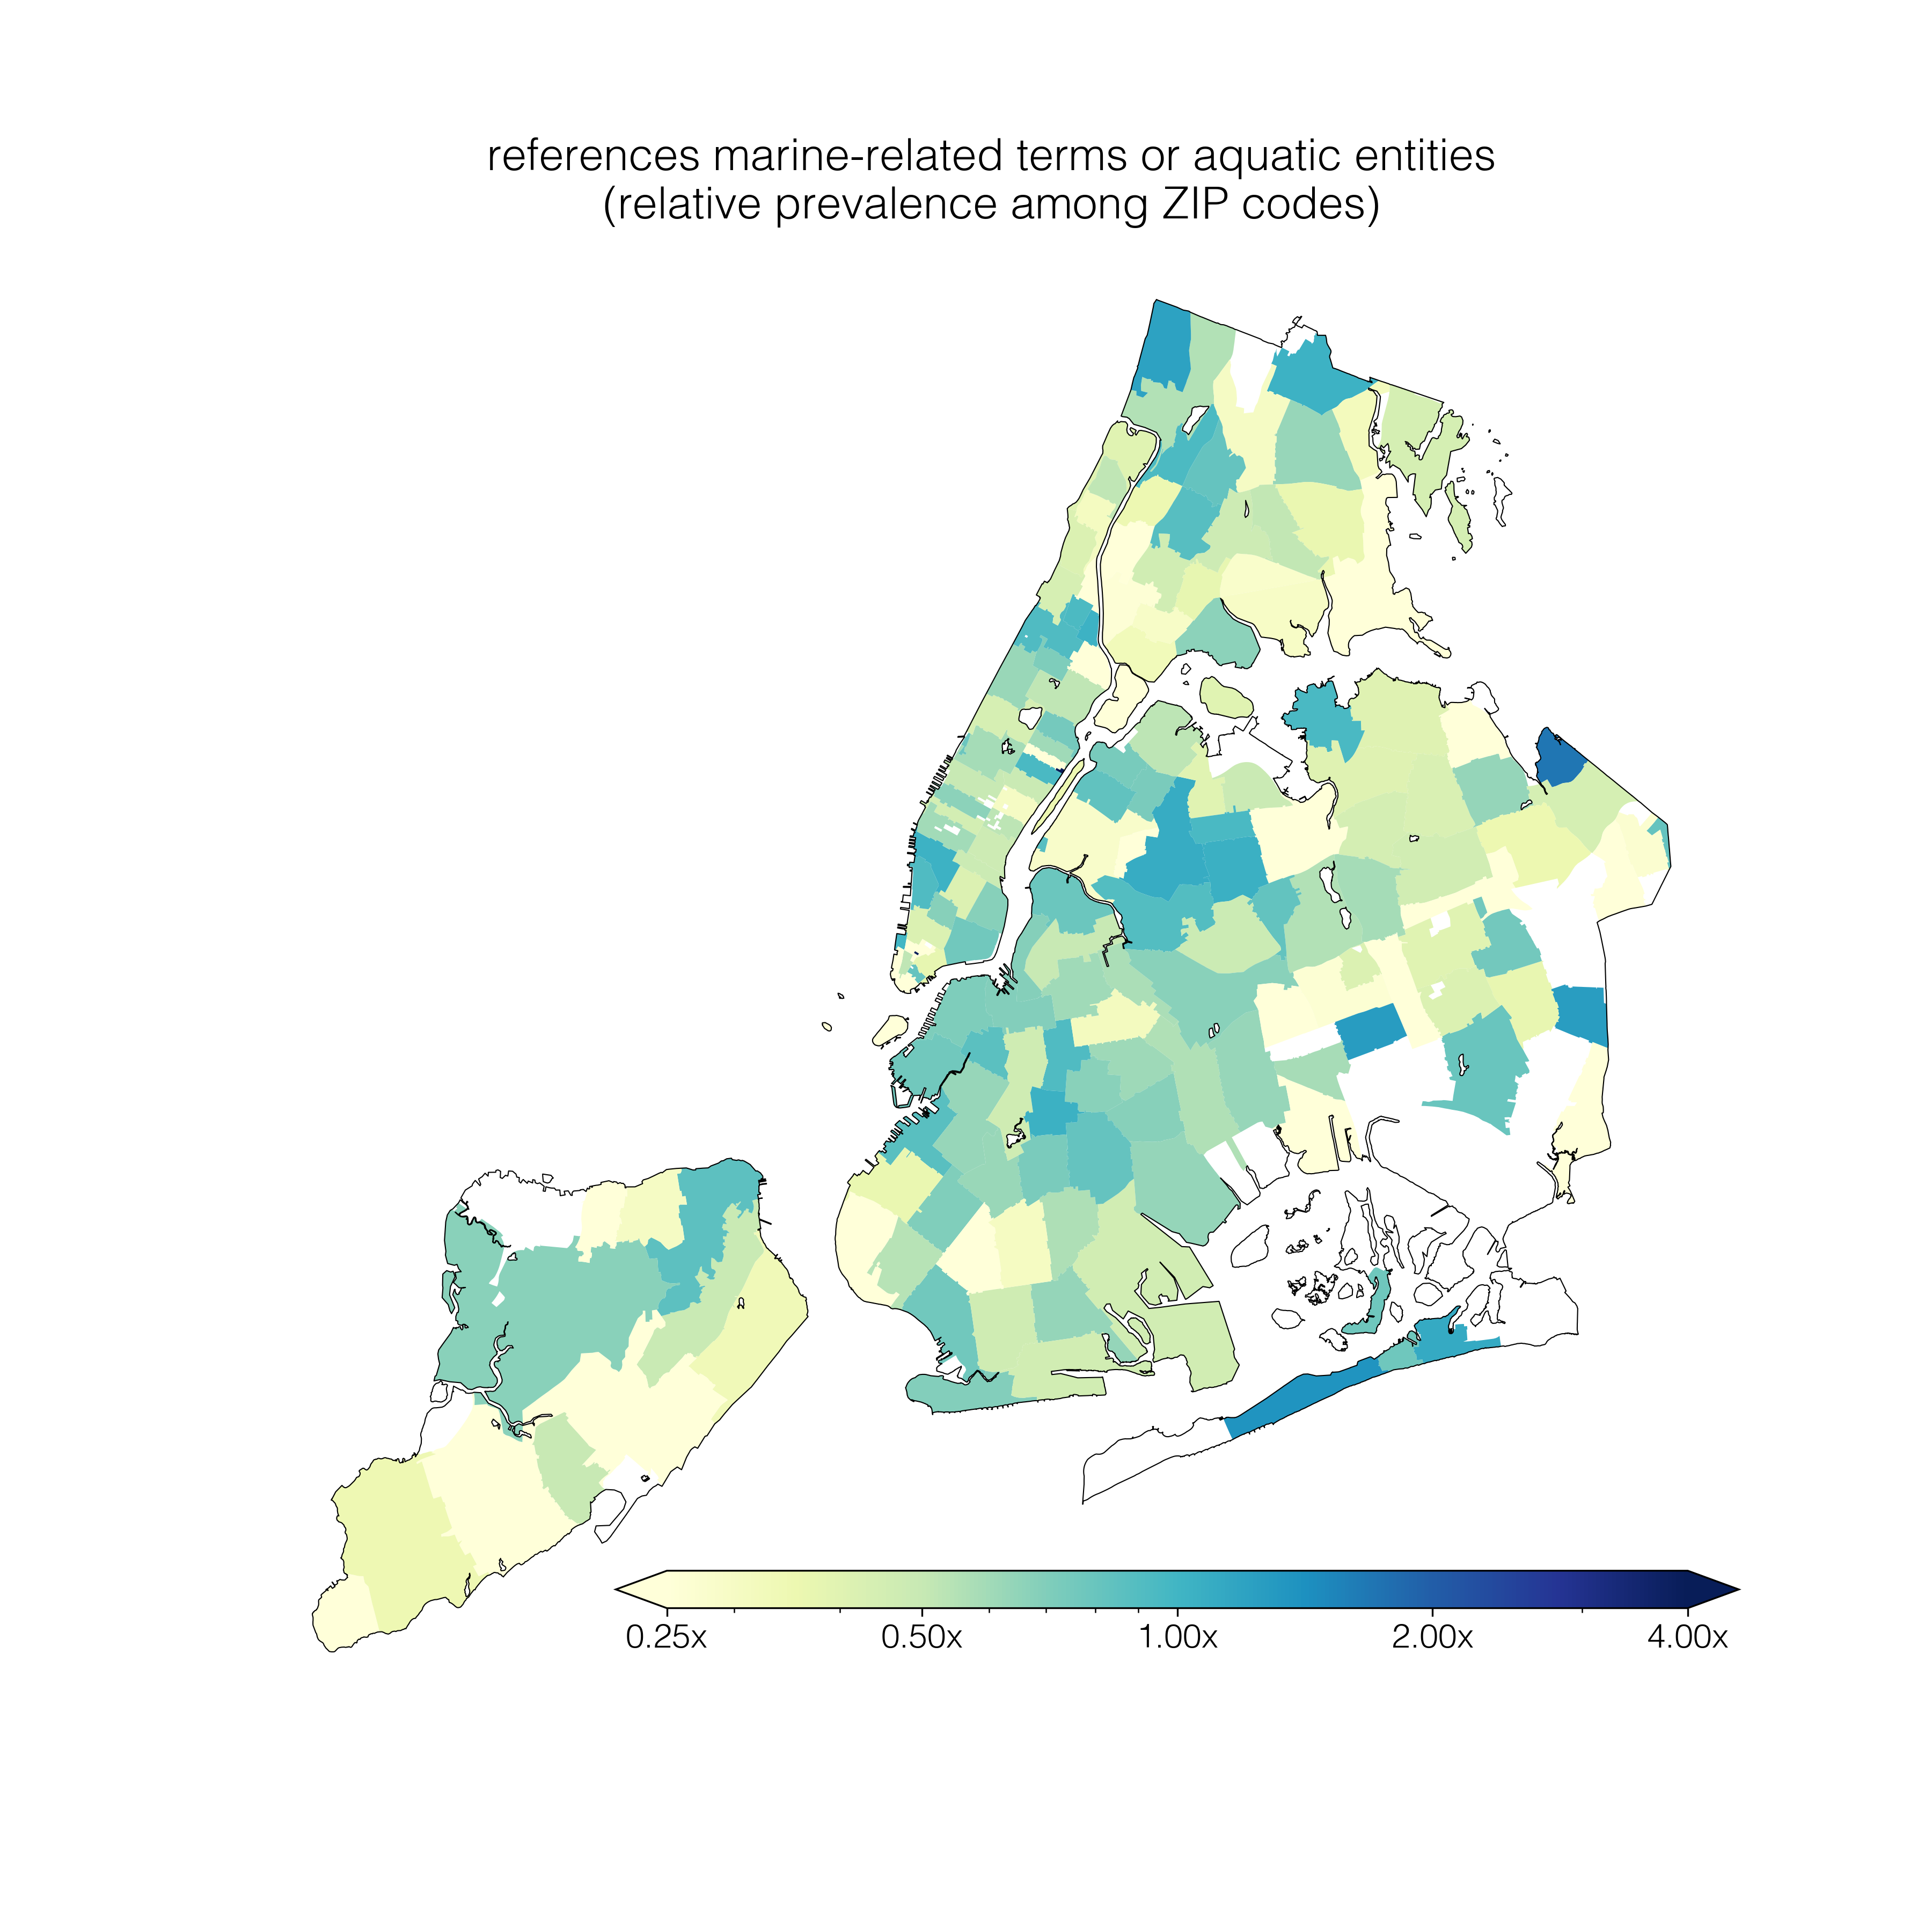 references marine-related terms or aquatic entities
(relative prevalence among ZIP codes)
0.25x 0.50x 1.00x 2.00x 4.00x